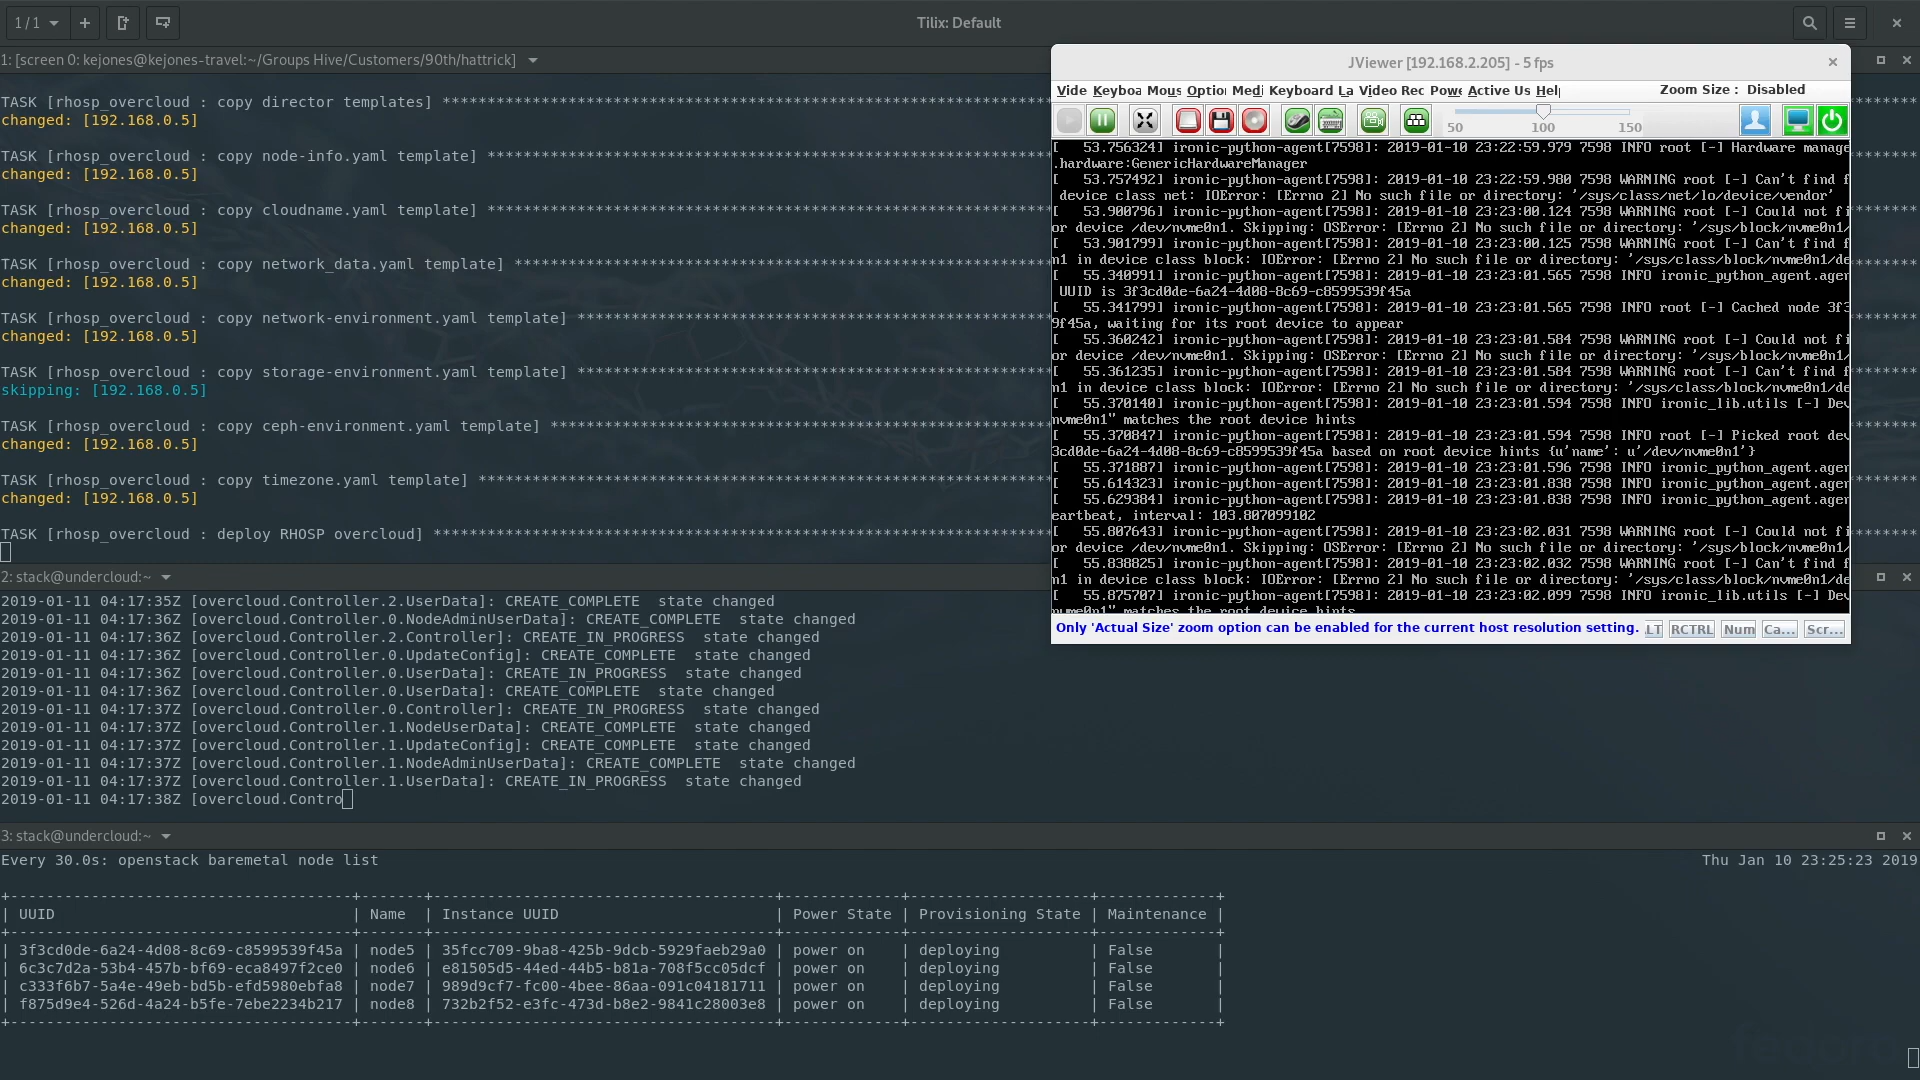 1 / 1
Tilix: Default
1: [screen 0: kejones@kejones-travel:~/Groups Hive/Customers/90th/hattrick]
TASK [rhosp_overcloud : copy director templates] ********************************************************************
changed: [192.168.0.5]
TASK [rhosp_overcloud : copy node-info.yaml template] ***************************************************************
changed: [192.168.0.5]
TASK [rhosp_overcloud : copy cloudname.yaml template] ***************************************************************
changed: [192.168.0.5]
TASK [rhosp_overcloud : copy network_data.yaml template] ************************************************************
changed: [192.168.0.5]
TASK [rhosp_overcloud : copy network-environment.yaml template] *****************************************************
changed: [192.168.0.5]
TASK [rhosp_overcloud : copy storage-environment.yaml template] *****************************************************
skipping: [192.168.0.5]
TASK [rhosp_overcloud : copy ceph-environment.yaml template] ********************************************************
changed: [192.168.0.5]
TASK [rhosp_overcloud : copy timezone.yaml template] ****************************************************************
changed: [192.168.0.5]
TASK [rhosp_overcloud : deploy RHOSP overcloud] *********************************************************************
JViewer [192.168.2.205] - 5 fps
Vide Keyboa Mous Optio Medi Keyboard La Video Rec Powe Active Us Hel Zoom Size : Disabled
50 100 150
[   53.756324] ironic-python-agent[7598]: 2019-01-10 23:22:59.979 7598 INFO root [-] Hardware manage
.hardware:GenericHardwareManager
[   53.757492] ironic-python-agent[7598]: 2019-01-10 23:22:59.980 7598 WARNING root [-] Can't find f
device class net: IOError: [Errno 2] No such file or directory: '/sys/class/net/lo/device/vendor'
[   53.900796] ironic-python-agent[7598]: 2019-01-10 23:23:00.124 7598 WARNING root [-] Could not fi
or device /dev/nvme0n1. Skipping: OSError: [Errno 2] No such file or directory: '/sys/block/nvme0n1/
[   53.901799] ironic-python-agent[7598]: 2019-01-10 23:23:00.125 7598 WARNING root [-] Can't find f
n1 in device class block: IOError: [Errno 2] No such file or directory: '/sys/class/block/nvme0n1/de
[   55.340991] ironic-python-agent[7598]: 2019-01-10 23:23:01.565 7598 INFO ironic_python_agent.agen
UUID is 3f3cd0de-6a24-4d08-8c69-c8599539f45a
[   55.341799] ironic-python-agent[7598]: 2019-01-10 23:23:01.565 7598 INFO root [-] Cached node 3f3
9f45a, waiting for its root device to appear
[   55.360242] ironic-python-agent[7598]: 2019-01-10 23:23:01.584 7598 WARNING root [-] Could not fi
or device /dev/nvme0n1. Skipping: OSError: [Errno 2] No such file or directory: '/sys/block/nvme0n1/
[   55.361235] ironic-python-agent[7598]: 2019-01-10 23:23:01.584 7598 WARNING root [-] Can't find f
n1 in device class block: IOError: [Errno 2] No such file or directory: '/sys/class/block/nvme0n1/de
[   55.370140] ironic-python-agent[7598]: 2019-01-10 23:23:01.594 7598 INFO ironic_lib.utils [-] Dev
nvme0n1" matches the root device hints
[   55.370847] ironic-python-agent[7598]: 2019-01-10 23:23:01.594 7598 INFO root [-] Picked root dev
3cd0de-6a24-4d08-8c69-c8599539f45a based on root device hints {u'name': u'/dev/nvme0n1'}
[   55.371887] ironic-python-agent[7598]: 2019-01-10 23:23:01.596 7598 INFO ironic_python_agent.agen
[   55.614323] ironic-python-agent[7598]: 2019-01-10 23:23:01.838 7598 INFO ironic_python_agent.agen
[   55.629384] ironic-python-agent[7598]: 2019-01-10 23:23:01.838 7598 INFO ironic_python_agent.agen
eartbeat, interval: 103.807099102
[   55.807643] ironic-python-agent[7598]: 2019-01-10 23:23:02.031 7598 WARNING root [-] Could not fi
or device /dev/nvme0n1. Skipping: OSError: [Errno 2] No such file or directory: '/sys/block/nvme0n1/
[   55.838825] ironic-python-agent[7598]: 2019-01-10 23:23:02.032 7598 WARNING root [-] Can't find f
n1 in device class block: IOError: [Errno 2] No such file or directory: '/sys/class/block/nvme0n1/de
[   55.875707] ironic-python-agent[7598]: 2019-01-10 23:23:02.099 7598 INFO ironic_lib.utils [-] Dev
nvme0n1" matches the root device hints
Only 'Actual Size' zoom option can be enabled for the current host resolution setting. LT RCTRL Num Ca... Scr...
2: stack@undercloud:~
2019-01-11 04:17:35Z [overcloud.Controller.2.UserData]: CREATE_COMPLETE  state changed
2019-01-11 04:17:36Z [overcloud.Controller.0.NodeAdminUserData]: CREATE_COMPLETE  state changed
2019-01-11 04:17:36Z [overcloud.Controller.2.Controller]: CREATE_IN_PROGRESS  state changed
2019-01-11 04:17:36Z [overcloud.Controller.0.UpdateConfig]: CREATE_COMPLETE  state changed
2019-01-11 04:17:36Z [overcloud.Controller.0.UserData]: CREATE_IN_PROGRESS  state changed
2019-01-11 04:17:36Z [overcloud.Controller.0.UserData]: CREATE_COMPLETE  state changed
2019-01-11 04:17:37Z [overcloud.Controller.0.Controller]: CREATE_IN_PROGRESS  state changed
2019-01-11 04:17:37Z [overcloud.Controller.1.NodeUserData]: CREATE_COMPLETE  state changed
2019-01-11 04:17:37Z [overcloud.Controller.1.UpdateConfig]: CREATE_COMPLETE  state changed
2019-01-11 04:17:37Z [overcloud.Controller.1.NodeAdminUserData]: CREATE_COMPLETE  state changed
2019-01-11 04:17:37Z [overcloud.Controller.1.UserData]: CREATE_IN_PROGRESS  state changed
2019-01-11 04:17:38Z [overcloud.Contro
3: stack@undercloud:~
Every 30.0s: openstack baremetal node list Thu Jan 10 23:25:23 2019
+--------------------------------------+-------+--------------------------------------+-------------+--------------------+-------------+
| UUID                                 | Name  | Instance UUID                        | Power State | Provisioning State | Maintenance |
+--------------------------------------+-------+--------------------------------------+-------------+--------------------+-------------+
| 3f3cd0de-6a24-4d08-8c69-c8599539f45a | node5 | 35fcc709-9ba8-425b-9dcb-5929faeb29a0 | power on    | deploying          | False       |
| 6c3c7d2a-53b4-457b-bf69-eca8497f2ce0 | node6 | e81505d5-44ed-44b5-b81a-708f5cc05dcf | power on    | deploying          | False       |
| c333f6b7-5a4e-49eb-bd5b-efd5980ebfa8 | node7 | 989d9cf7-fc00-4bee-86aa-091c04181711 | power on    | deploying          | False       |
| f875d9e4-526d-4a24-b5fe-7ebe2234b217 | node8 | 732b2f52-e3fc-473d-b8e2-9841c28003e8 | power on    | deploying          | False       |
+--------------------------------------+-------+--------------------------------------+-------------+--------------------+-------------+